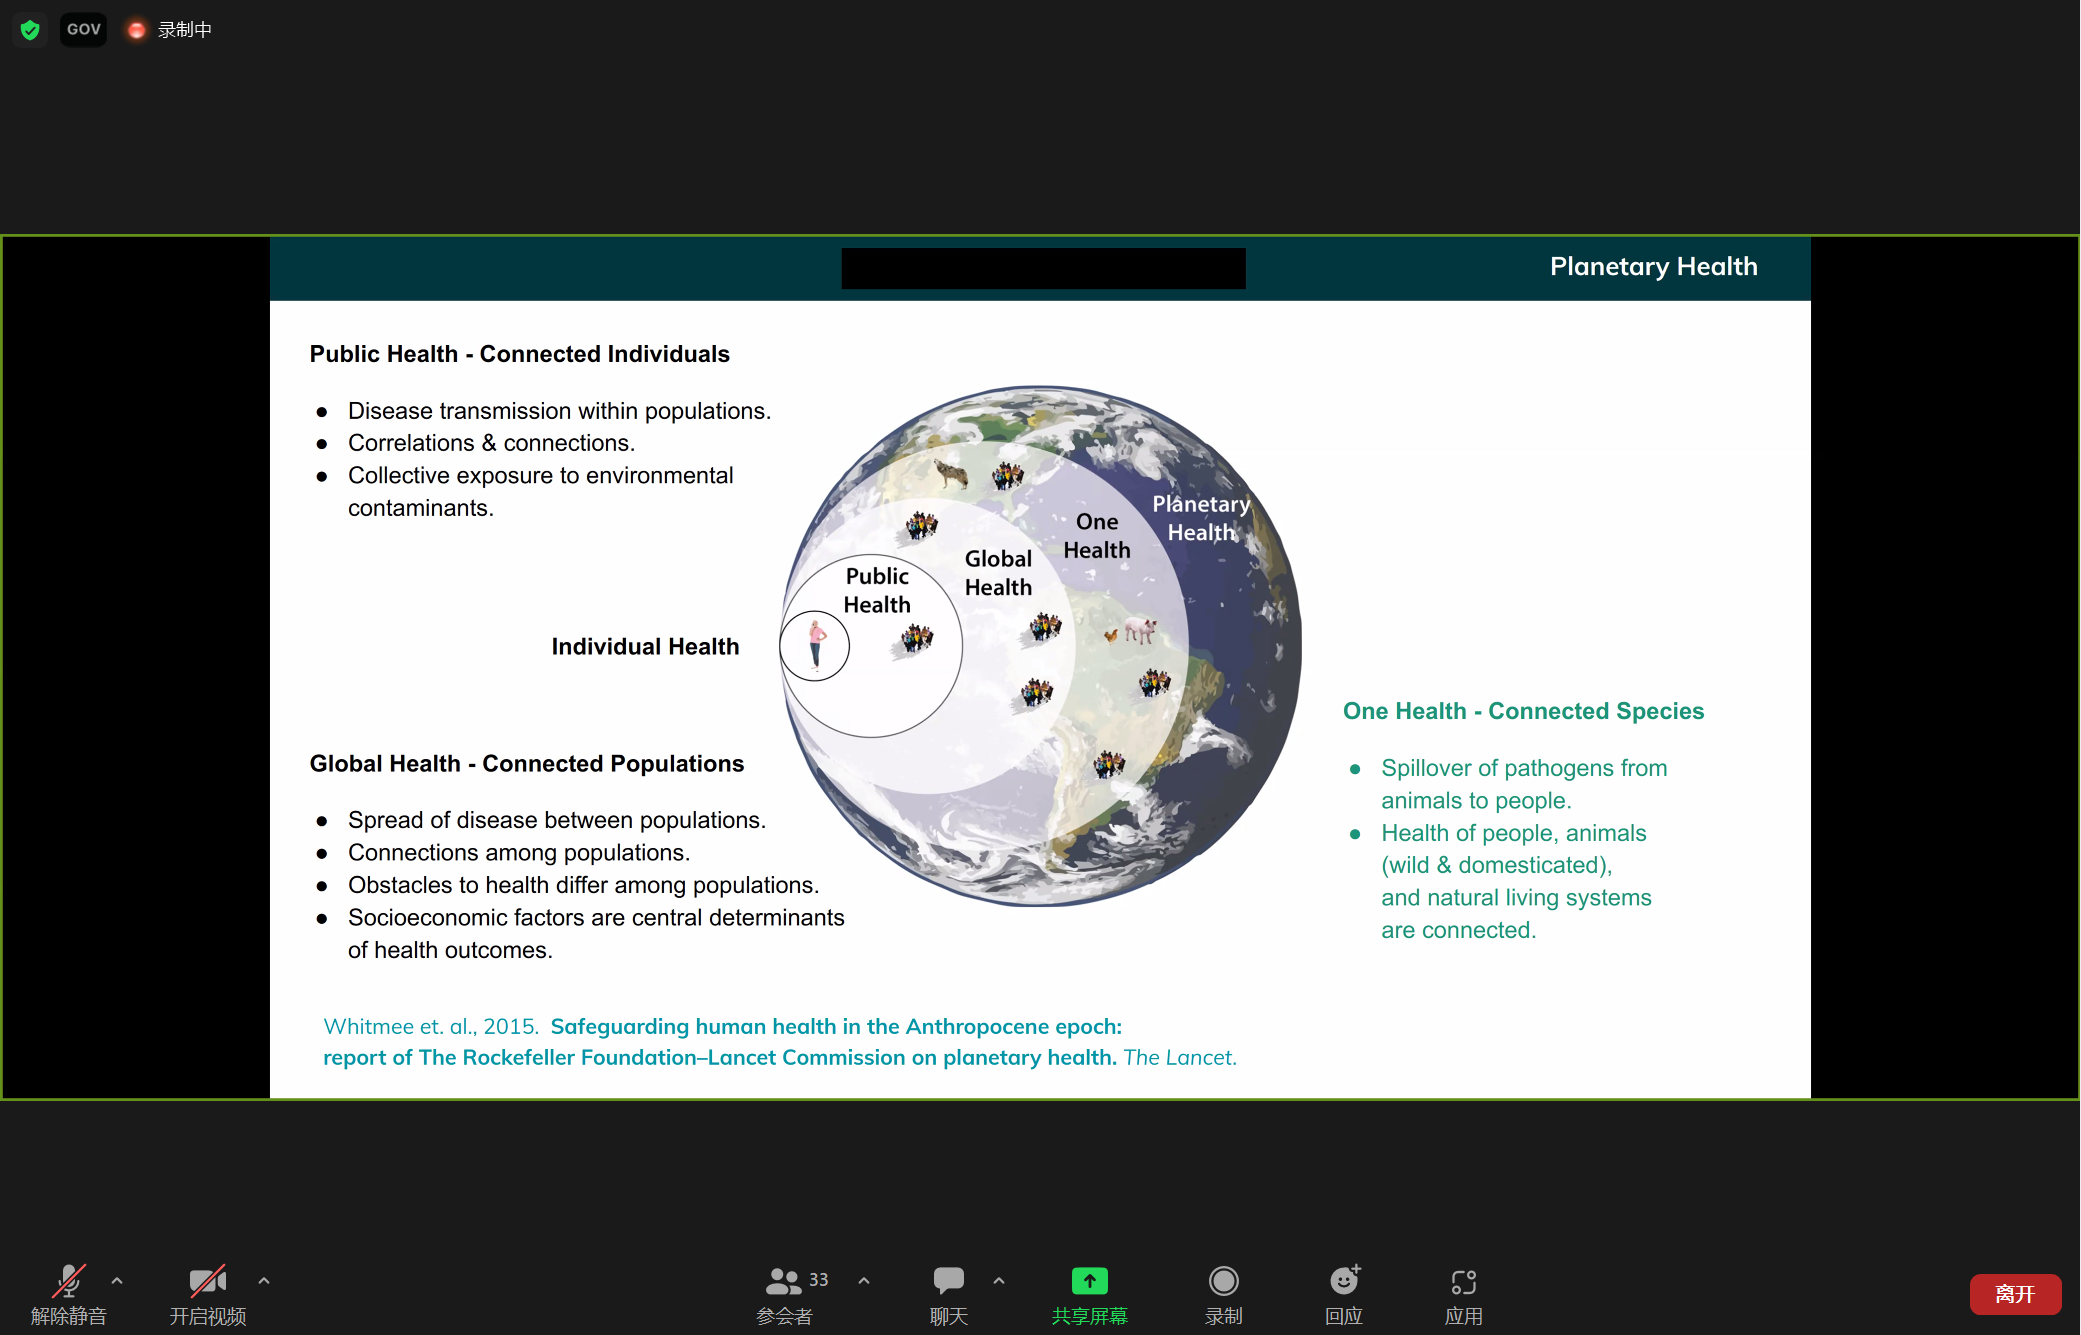 GOV
录制中
Planetary Health
Public Health - Connected Individuals
● Disease transmission within populations.
● Correlations & connections.
● Collective exposure to environmental
contaminants.
Planetary
Health
One
Health
Global
Health
Public
Health
Individual Health
Global Health - Connected Populations
● Spread of disease between populations.
● Connections among populations.
● Obstacles to health differ among populations.
● Socioeconomic factors are central determinants
of health outcomes.
One Health - Connected Species
● Spillover of pathogens from
animals to people.
● Health of people, animals
(wild & domesticated),
and natural living systems
are connected.
Whitmee et. al., 2015. Safeguarding human health in the Anthropocene epoch:
report of The Rockefeller Foundation–Lancet Commission on planetary health. The Lancet.
解除静音
开启视频
33
参会者
聊天
共享屏幕
录制
回应
应用
离开